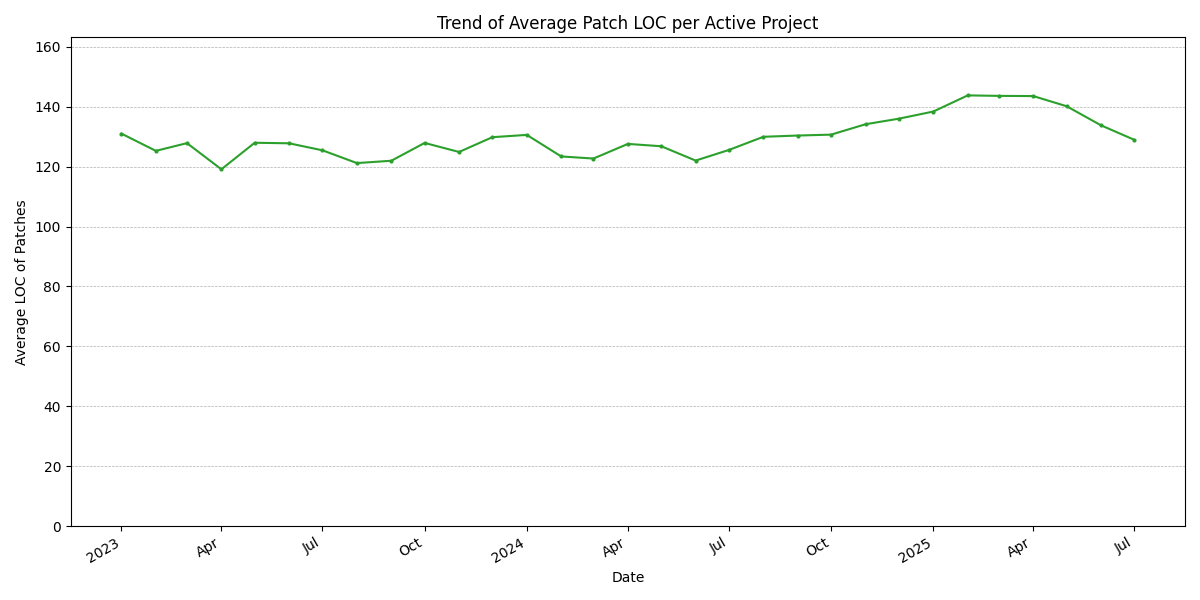 Trend of Average Patch LOC per Active Project
160
140
120
100
80
60
40
20
0
Average LOC of Patches
2023 Apr Jul Oct 2024 Apr Jul Oct 2025 Apr Jul
Date